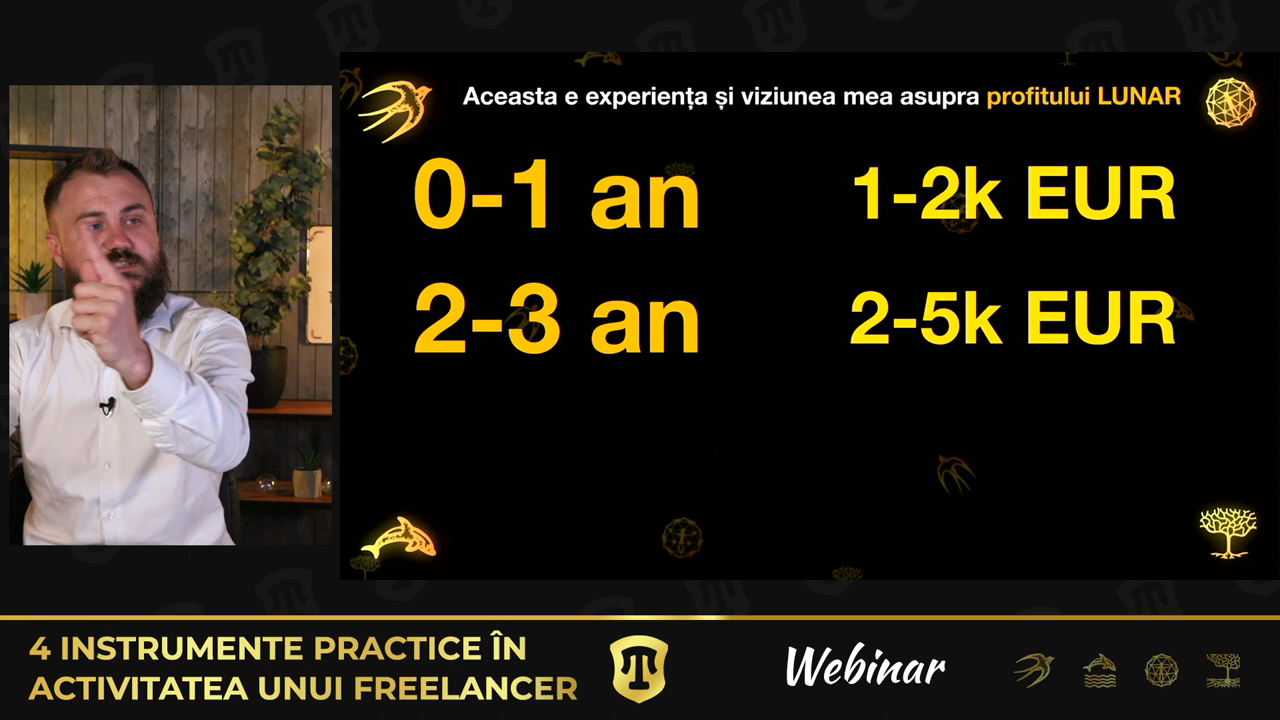 Aceasta e experiența și viziunea mea asupra profitului LUNAR
0-1 an 1-2k EUR
2-3 an 2-5k EUR
4 INSTRUMENTE PRACTICE ÎN
ACTIVITATEA UNUI FREELANCER
Webinar